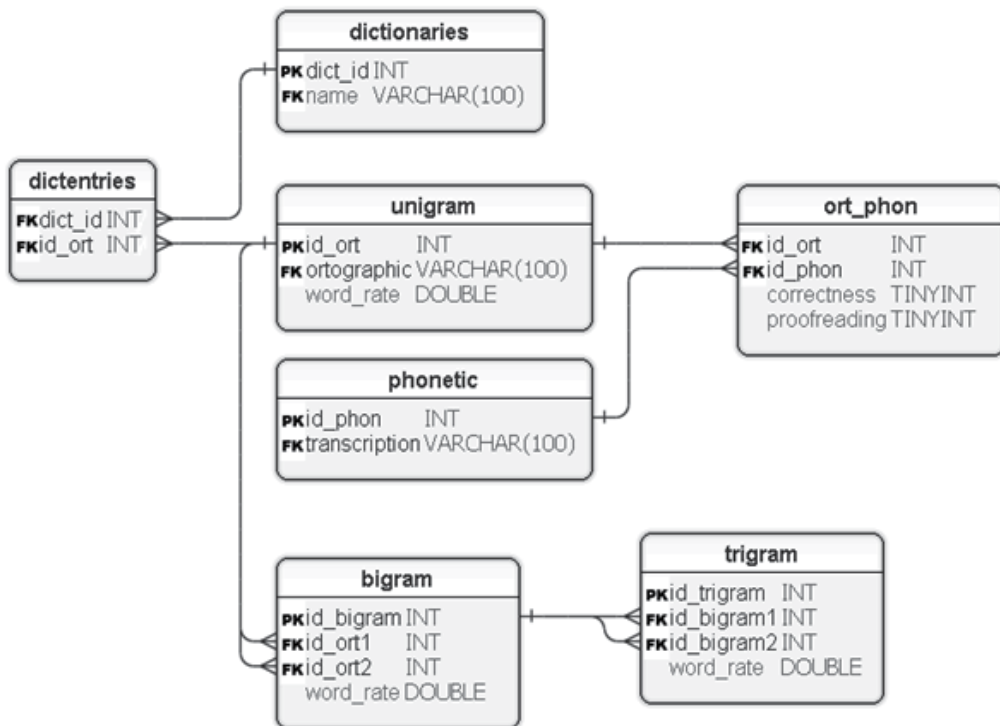 dictionaries
PK dict_id INT
FK name VARCHAR(100)
dictentries
FK dict_id INT
FK id_ort INT
unigram
PK id_ort INT
FK ortographic VARCHAR(100)
word_rate DOUBLE
ort_phon
FK id_ort INT
FK id_phon INT
correctness TINYINT
proofreading TINYINT
phonetic
PK id_phon INT
FK transcription VARCHAR(100)
bigram
PK id_bigram INT
FK id_ort1 INT
FK id_ort2 INT
word_rate DOUBLE
trigram
PK id_trigram INT
FK id_bigram1 INT
FK id_bigram2 INT
word_rate DOUBLE